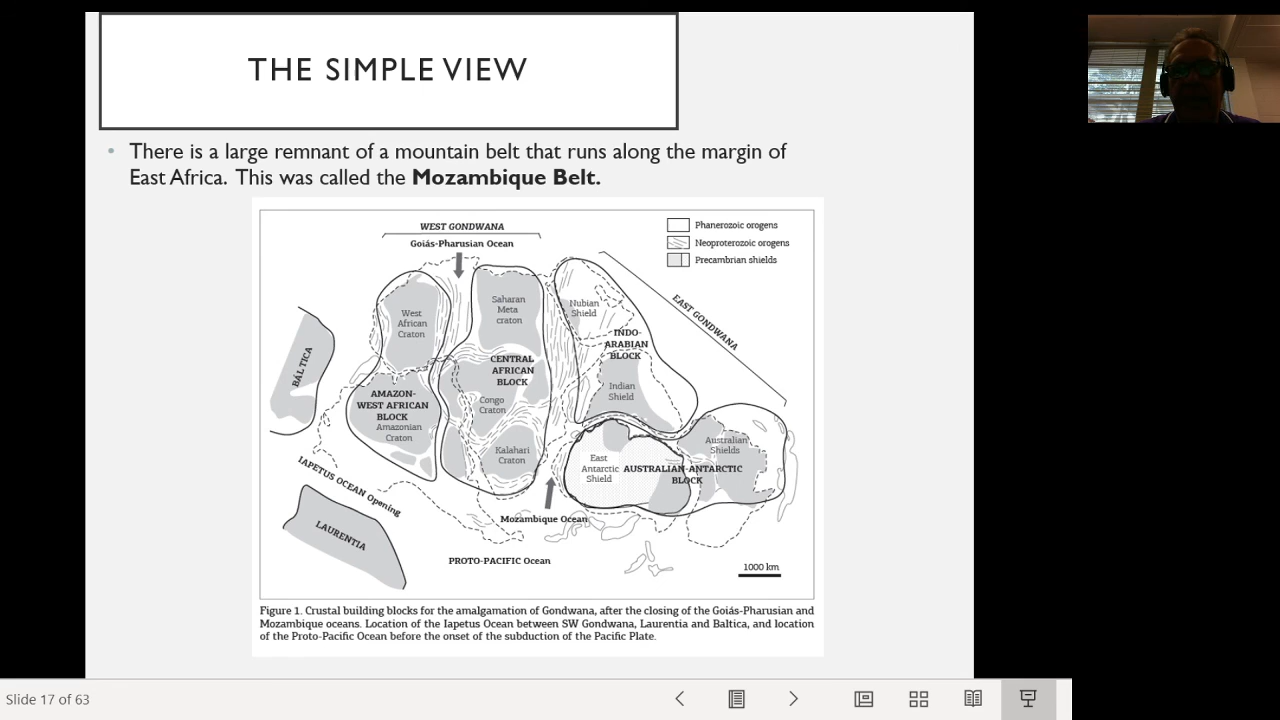 THE SIMPLE VIEW
• There is a large remnant of a mountain belt that runs along the margin of
East Africa. This was called the Mozambique Belt.
WEST GONDWANA
Goiás-Pharusian Ocean
Phanerozoic orogens
Neoproterozoic orogens
Precambrian shields
EAST GONDWANA
West
African
Craton
Saharan
Meta
craton
Nubian
Shield
INDO-
ARABIAN
BLOCK
BÁLTICA
CENTRAL
AFRICAN
BLOCK
AMAZON-
WEST AFRICAN
BLOCK
Amazonian
Craton
Congo
Craton
Indian
Shield
Kalahari
Craton
East
Antarctic
Shield
Australian
Shields
AUSTRALIAN-ANTARCTIC
BLOCK
IAPETUS OCEAN Opening
LAURENTIA
Mozambique Ocean
PROTO-PACIFIC Ocean
1000 km
Figure 1. Crustal building blocks for the amalgamation of Gondwana, after the closing of the Goiás-Pharusian and
Mozambique oceans. Location of the Iapetus Ocean between SW Gondwana, Laurentia and Baltica, and location
of the Proto-Pacific Ocean before the onset of the subduction of the Pacific Plate.
Slide 17 of 63